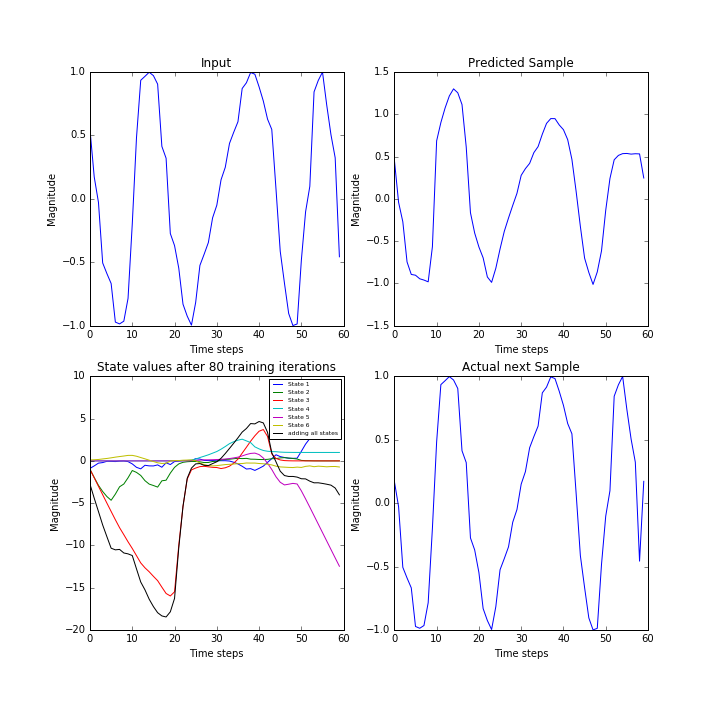 Input
Magnitude
1.0
0.5
0.0
−0.5
−1.0
0 10 20 30 40 50 60
Time steps
Predicted Sample
Magnitude
1.5
1.0
0.5
0.0
−0.5
−1.0
−1.5
0 10 20 30 40 50 60
Time steps
State values after 80 training iterations
Magnitude
10
5
0
−5
−10
−15
−20
0 10 20 30 40 50 60
Time steps
State 1
State 2
State 3
State 4
State 5
State 6
adding all states
Actual next Sample
Magnitude
1.0
0.5
0.0
−0.5
−1.0
0 10 20 30 40 50 60
Time steps